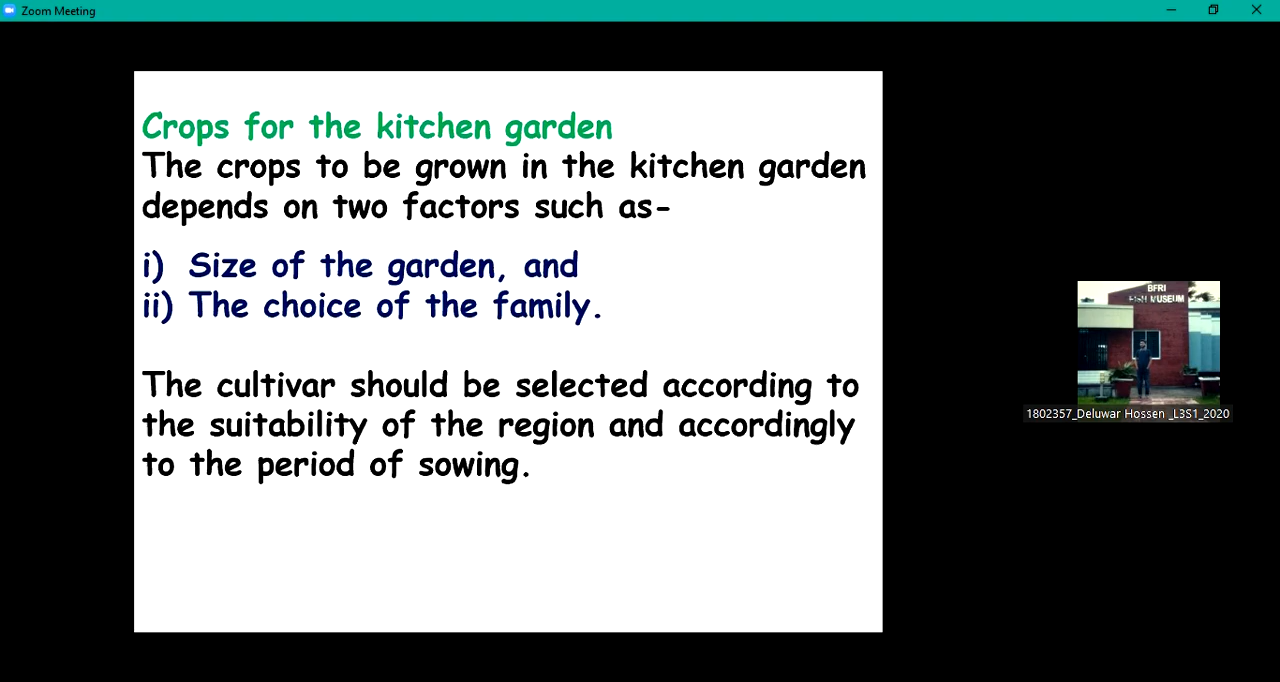 Zoom Meeting
Crops for the kitchen garden
The crops to be grown in the kitchen garden
depends on two factors such as-
i) Size of the garden, and
ii) The choice of the family.
The cultivar should be selected according to
the suitability of the region and accordingly
to the period of sowing.
BFRI
MUSEUM
1802357_Deluwar Hossen _L3S1_2020